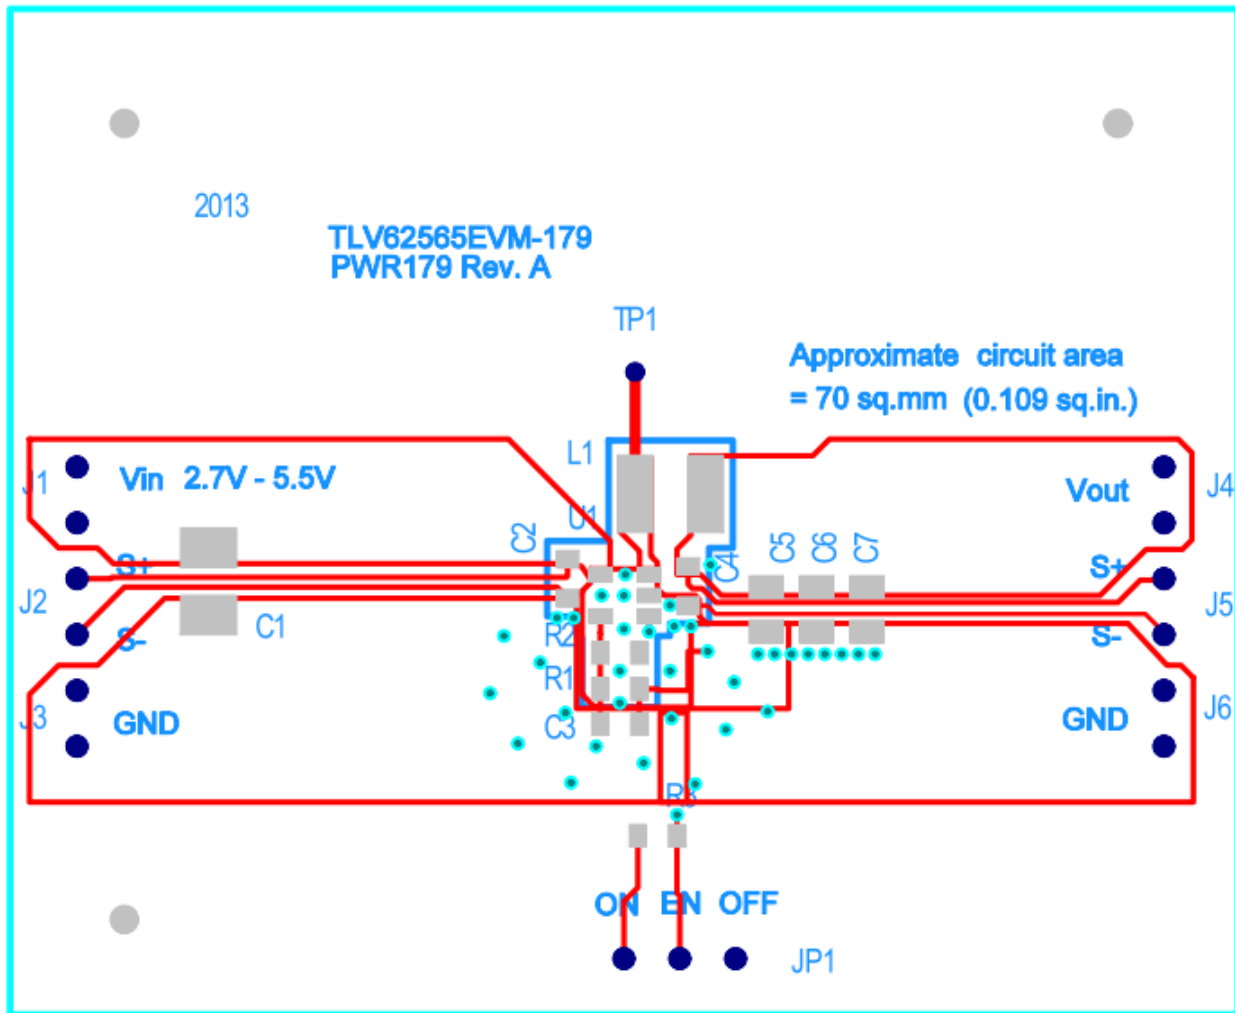 2013
TLV62565EVM-179
PWR179 Rev. A
TP1
Approximate circuit area
= 70 sq.mm (0.109 sq.in.)
L1
J1
Vin 2.7V - 5.5V
Vout
J4
U1
C2
C4
C5
C6
C7
S+
S+
J2
J5
C1
R2
S-
S-
R1
J3
GND
C3
GND
J6
R3
ON EN OFF
JP1